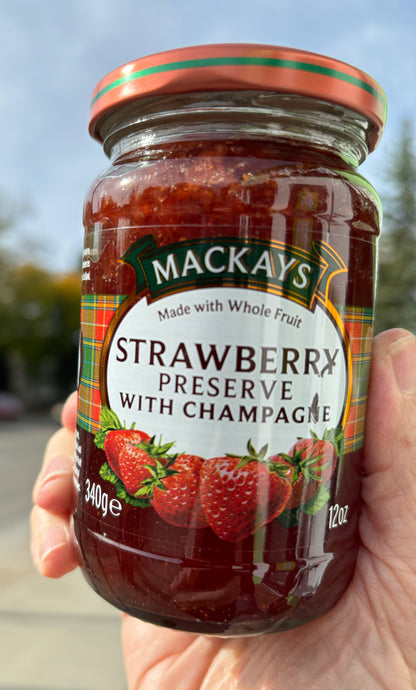 MACKAYS
Made with Whole Fruit
STRAWBERRY
PRESERVE
WITH CHAMPAGNE
340g℮
12oz